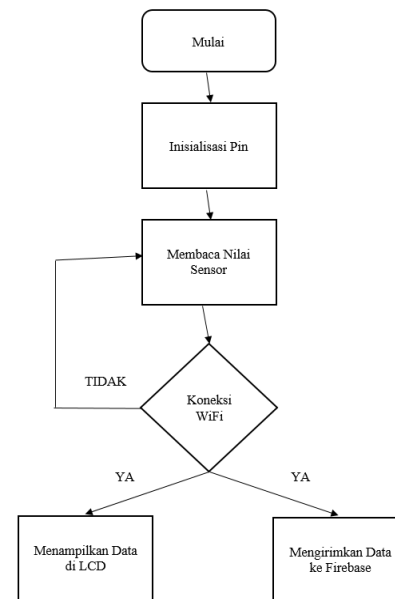 Mulai
Inisialisasi Pin
Membaca Nilai
Sensor
TIDAK
Koneksi
WiFi
YA
YA
Menampilkan Data
di LCD
Mengirimkan Data
ke Firebase